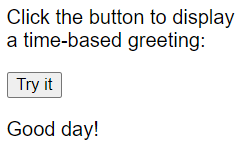 Click the button to display
a time-based greeting:
Try it
Good day!